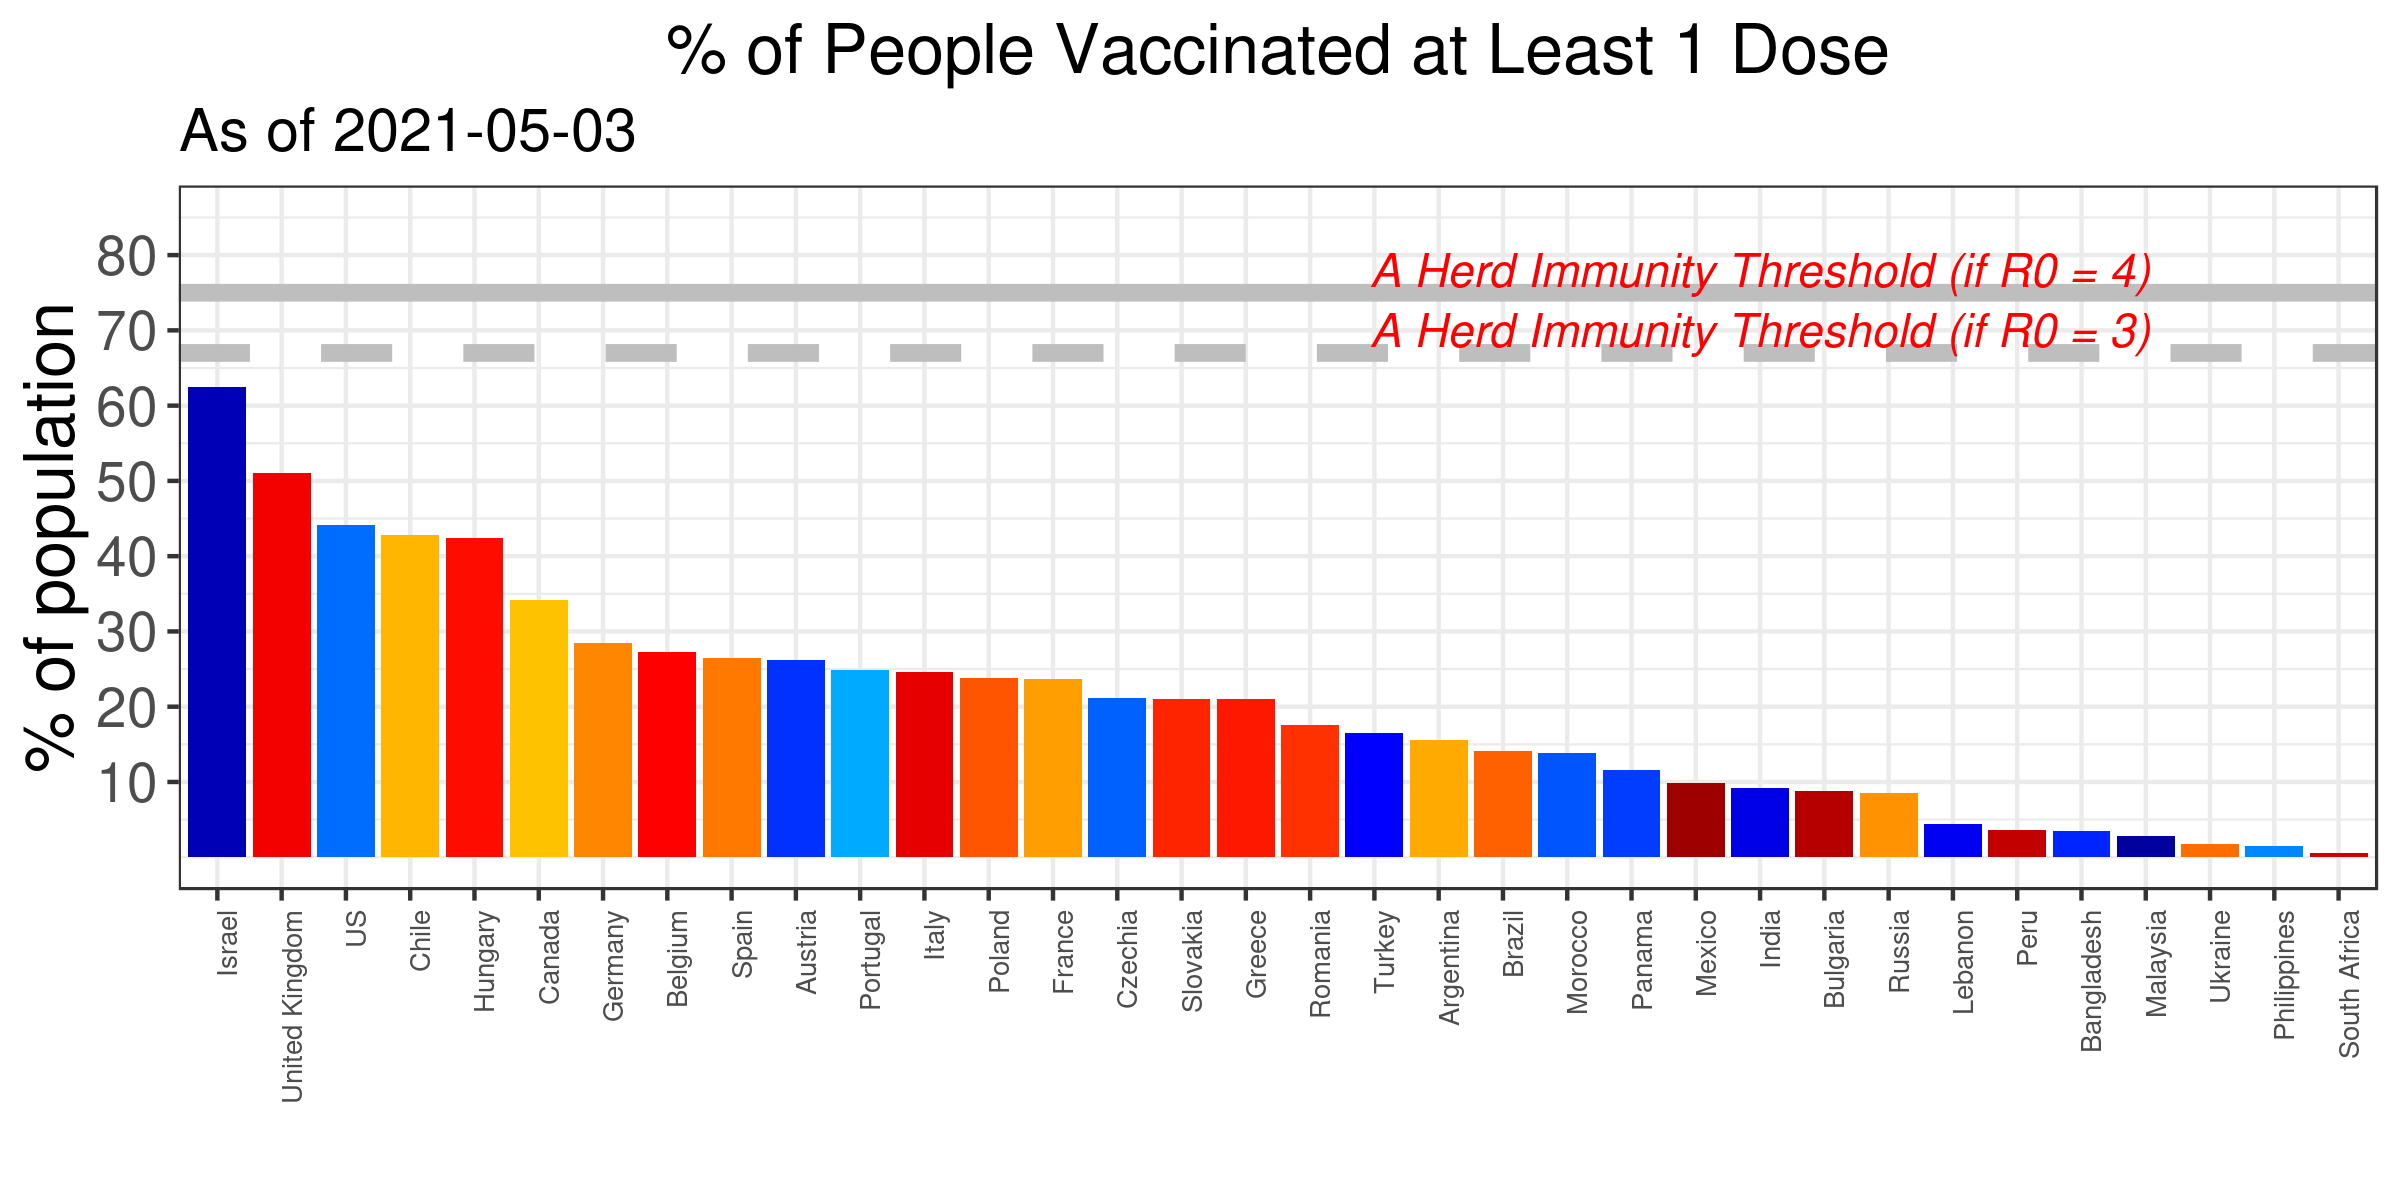 % of People Vaccinated at Least 1 Dose
As of 2021-05-03
% of population
80
70
60
50
40
30
20
10
A Herd Immunity Threshold (if R0 = 4)
A Herd Immunity Threshold (if R0 = 3)
Israel
United Kingdom
US
Chile
Hungary
Canada
Germany
Belgium
Spain
Austria
Portugal
Italy
Poland
France
Czechia
Slovakia
Greece
Romania
Turkey
Argentina
Brazil
Morocco
Panama
Mexico
India
Bulgaria
Russia
Lebanon
Peru
Bangladesh
Malaysia
Ukraine
Philippines
South Africa